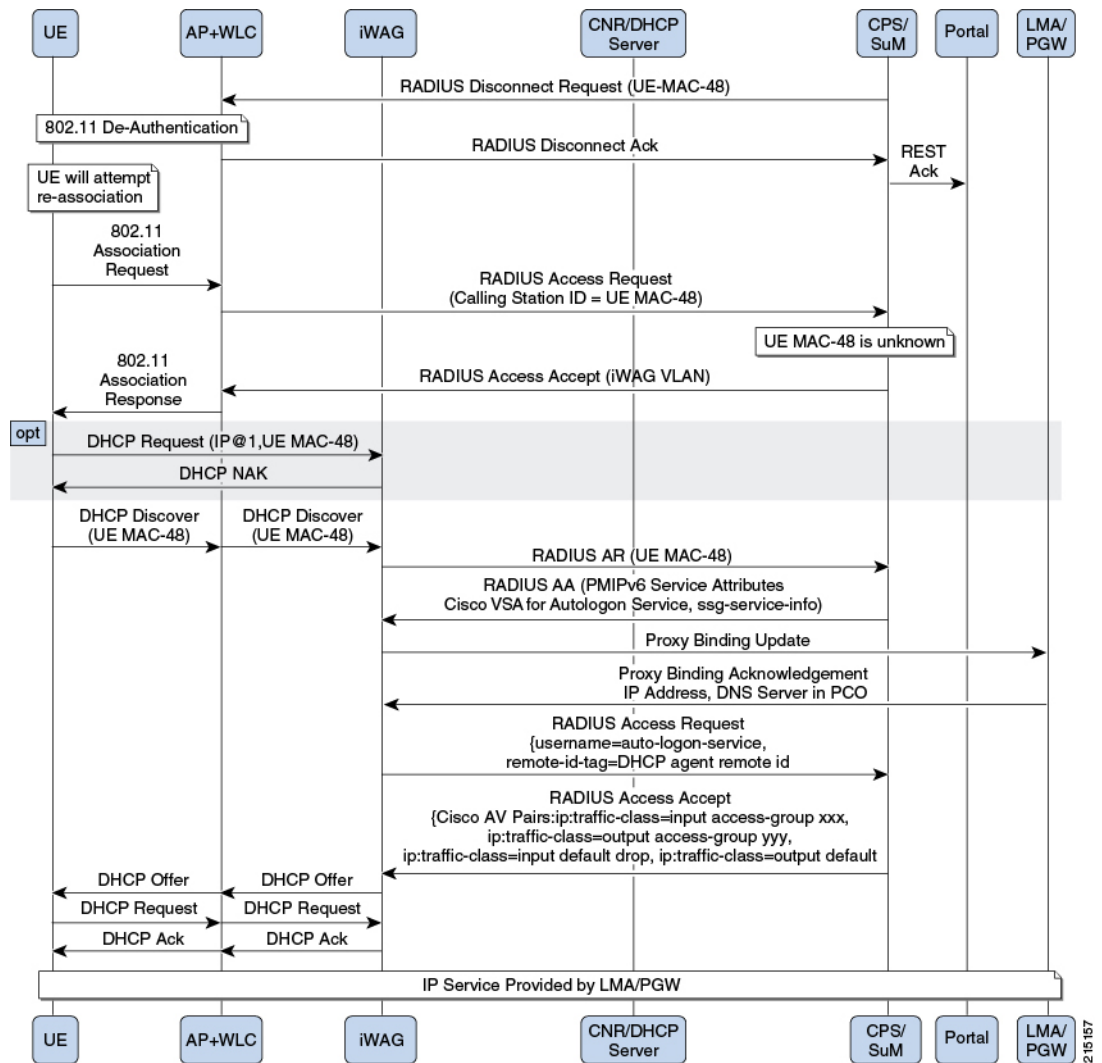 UE
AP+WLC
iWAG
CNR/DHCP
Server
CPS/
SuM
Portal
LMA/
PGW
RADIUS Disconnect Request (UE-MAC-48)
802.11 De-Authentication
RADIUS Disconnect Ack
REST
Ack
UE will attempt
re-association
802.11
Association
Request
RADIUS Access Request
(Calling Station ID = UE MAC-48)
UE MAC-48 is unknown
802.11
Association
Response
RADIUS Access Accept (iWAG VLAN)
opt
DHCP Request (IP@1,UE MAC-48)
DHCP NAK
DHCP Discover
(UE MAC-48)
DHCP Discover
(UE MAC-48)
RADIUS AR (UE MAC-48)
RADIUS AA (PMIPv6 Service Attributes
Cisco VSA for Autologon Service, ssg-service-info)
Proxy Binding Update
Proxy Binding Acknowledgement
IP Address, DNS Server in PCO
RADIUS Access Request
{username=auto-logon-service,
remote-id-tag=DHCP agent remote id
RADIUS Access Accept
{Cisco AV Pairs:ip:traffic-class=input access-group xxx,
ip:traffic-class=output access-group yyy,
ip:traffic-class=input default drop, ip:traffic-class=output default
DHCP Offer
DHCP Offer
DHCP Request
DHCP Request
DHCP Ack
DHCP Ack
IP Service Provided by LMA/PGW
UE
AP+WLC
iWAG
CNR/DHCP
Server
CPS/
SuM
Portal
LMA/
PGW
215157